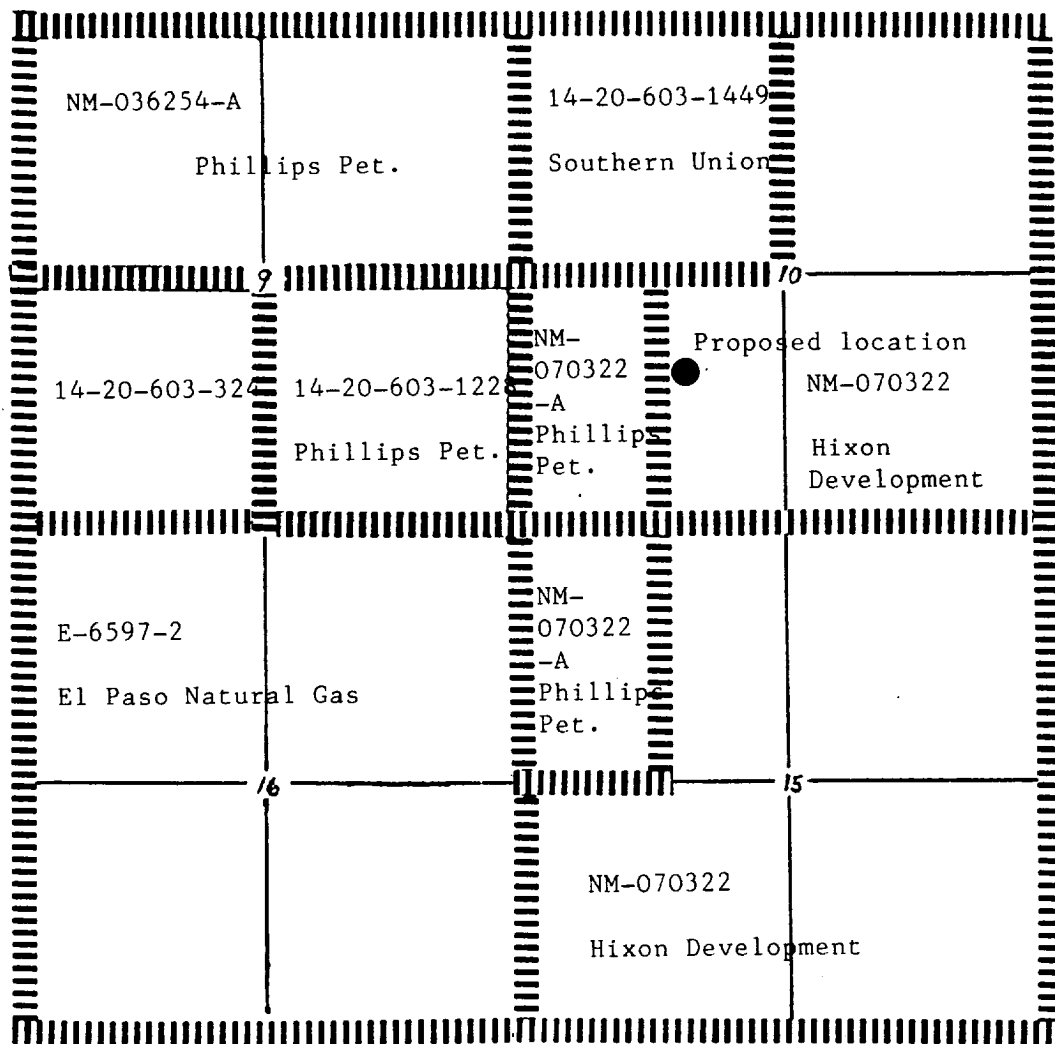 NM-036254-A
Phillips Pet.
14-20-603-1449
Southern Union
9
10
14-20-603-324
14-20-603-1228
Phillips Pet.
NM-
070322
-A
Phillips
Pet.
Proposed location
NM-070322
Hixon
Development
E-6597-2
El Paso Natural Gas
NM-
070322
-A
Phillips
Pet.
16
15
NM-070322
Hixon Development